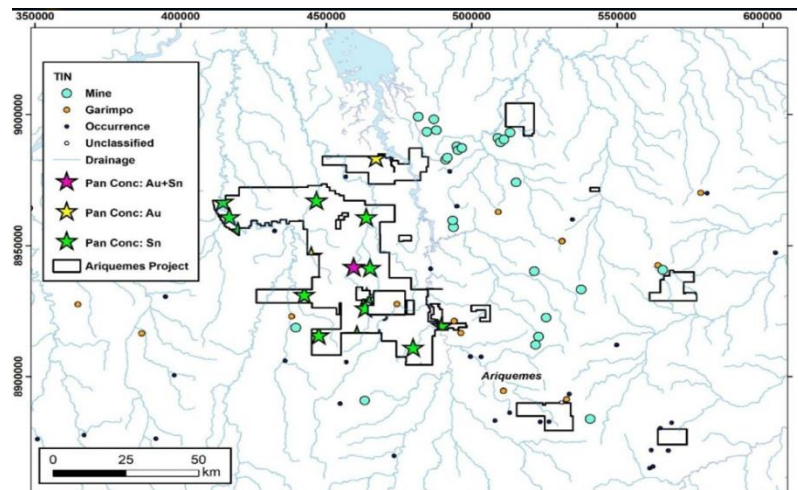 350000 400000 450000 500000 550000 600000
9000000
8950000
8900000
TIN
Mine
Garimpo
Occurrence
Unclassified
Drainage
Pan Conc: Au+Sn
Pan Conc: Au
Pan Conc: Sn
Ariquemes Project
Ariquemes
0 25 50
km